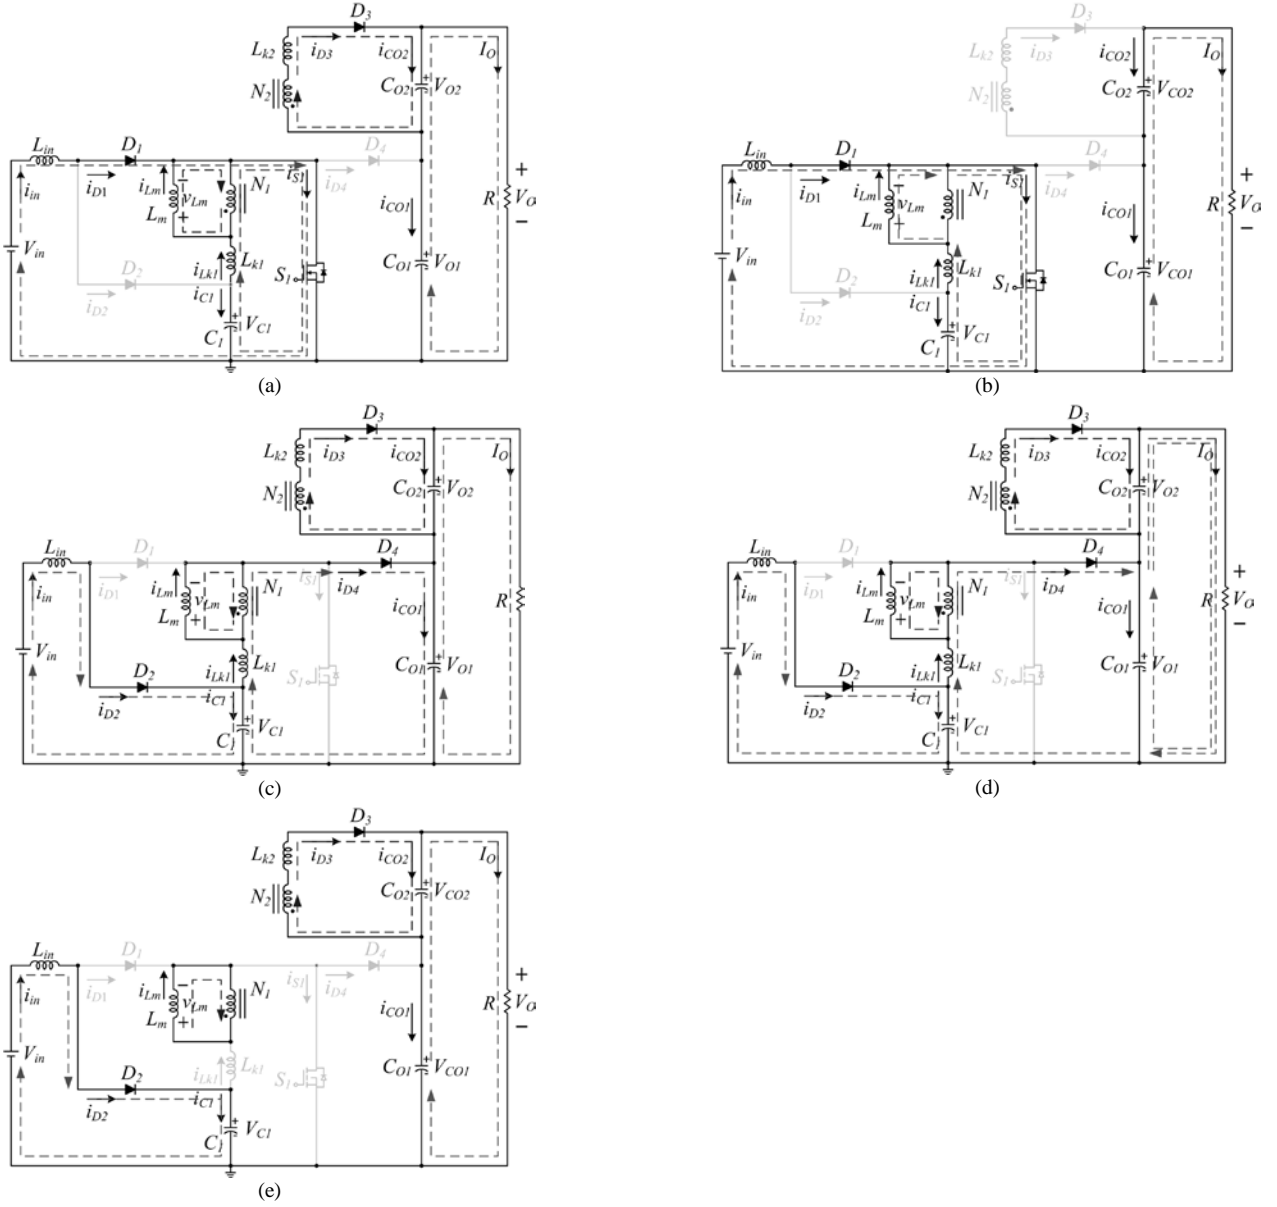 D3
Lk2
iD3
iCO2
IO
N2
CO2
VO2
Lin
D1
D4
iin
iD1
iLm
vLm
N1
iS1
iD4
Lm
iCO1
R
+
VO
−
Vin
D2
iLk1
Lk1
S1
CO1
VO1
iD2
iC1
C1
VC1
(a)
D3
Lk2
iD3
iCO2
IO
N2
CO2
VCO2
Lin
D1
D4
iin
iD1
iLm
vLm
N1
iS1
iD4
Lm
iCO1
R
+
VO
−
Vin
D2
iLk1
Lk1
S1
CO1
VCO1
iD2
iC1
C1
VC1
(b)
D3
Lk2
iD3
iCO2
IO
N2
CO2
VO2
Lin
D1
D4
iin
iD1
iLm
vLm
N1
iS1
iD4
Lm
iCO1
R
Vin
D2
iLk1
Lk1
S1
CO1
VO1
iD2
iC1
C1
VC1
(c)
D3
Lk2
iD3
iCO2
IO
N2
CO2
VO2
Lin
D1
D4
iin
iD1
iLm
vLm
N1
iS1
iD4
Lm
iCO1
R
+
VO
−
Vin
D2
iLk1
Lk1
S1
CO1
VO1
iD2
iC1
C1
VC1
(d)
D3
Lk2
iD3
iCO2
IO
N2
CO2
VCO2
Lin
D1
D4
iin
iD1
iLm
vLm
N1
iS1
iD4
Lm
iCO1
R
+
VO
−
Vin
D2
iLk1
Lk1
S1
CO1
VCO1
iD2
iC1
C1
VC1
(e)